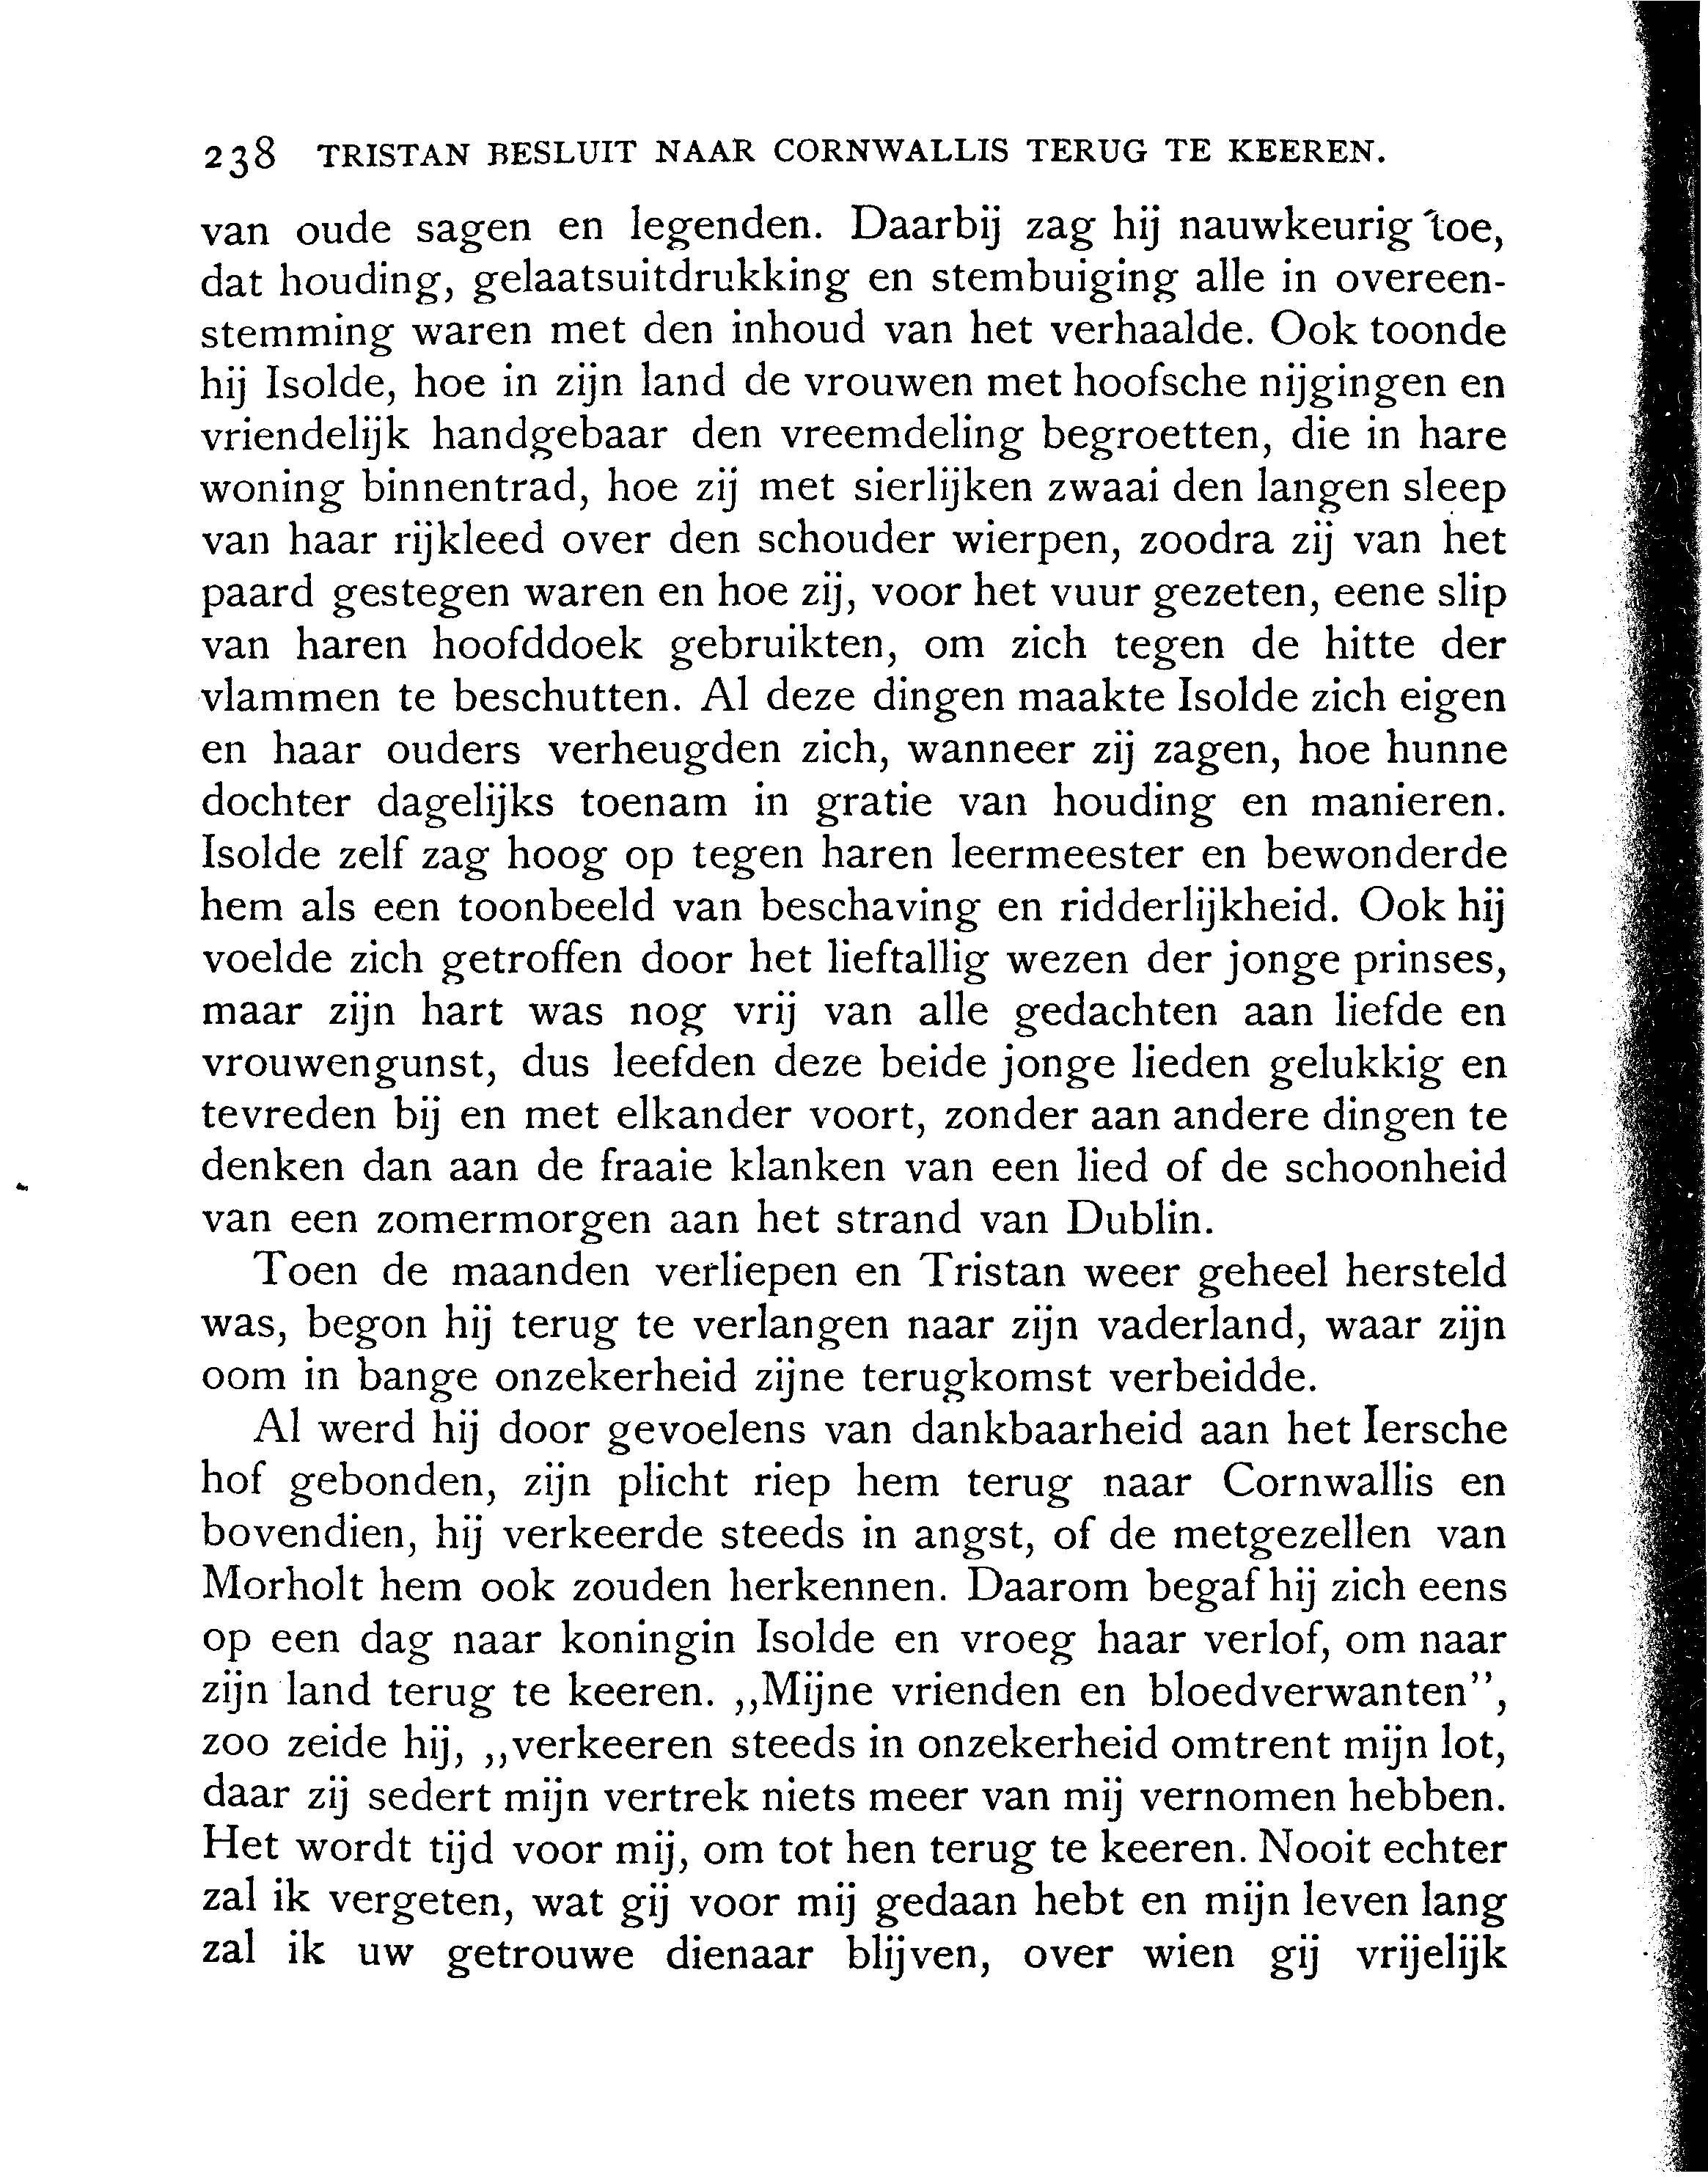 238 TRISTAN BESLUIT NAAR CORNWALLIS TERUG TE KEEREN.
van oude sagen en legenden. Daarbij zag hij nauwkeurig toe,
dat houding, gelaatsuitdrukking en stembuiging alle in overeen-
stemming waren met den inhoud van het verhaalde. Ook toonde
hij Isolde, hoe in zijn land de vrouwen met hoofsche nijgingen en
vriendelijk handgebaar den vreemdeling begroetten, die in hare
woning binnentrad, hoe zij met sierlijken zwaai den langen sleep
van haar rijkleed over den schouder wierpen, zoodra zij van het
paard gestegen waren en hoe zij, voor het vuur gezeten, eene slip
van haren hoofddoek gebruikten, om zich tegen de hitte der
vlammen te beschutten. Al deze dingen maakte Isolde zich eigen
en haar ouders verheugden zich, wanneer zij zagen, hoe hunne
dochter dagelijks toenam in gratie van houding en manieren.
Isolde zelf zag hoog op tegen haren leermeester en bewonderde
hem als een toonbeeld van beschaving en ridderlijkheid. Ook hij
voelde zich getroffen door het lieftallig wezen der jonge prinses,
maar zijn hart was nog vrij van alle gedachten aan liefde en
vrouwengunst, dus leefden deze beide jonge lieden gelukkig en
tevreden bij en met elkander voort, zonder aan andere dingen te
denken dan aan de fraaie klanken van een lied of de schoonheid
van een zomermorgen aan het strand van Dublin.
Toen de maanden verliepen en Tristan weer geheel hersteld
was, begon hij terug te verlangen naar zijn vaderland, waar zijn
oom in bange onzekerheid zijne terugkomst verbeidde.
Al werd hij door gevoelens van dankbaarheid aan het Iersche
hof gebonden, zijn plicht riep hem terug naar Cornwallis en
bovendien, hij verkeerde steeds in angst, of de metgezellen van
Morholt hem ook zouden herkennen. Daarom begaf hij zich eens
op een dag naar koningin Isolde en vroeg haar verlof, om naar
zijn land terug te keeren. ,,Mijne vrienden en bloedverwanten",
zoo zeide hij, ,,verkeeren steeds in onzekerheid omtrent mijn lot,
daar zij sedert mijn vertrek niets meer van mij vernomen hebben.
Het wordt tijd voor mij, om tot hen terug te keeren. Nooit echter
zal ik vergeten, wat gij voor mij gedaan hebt en mijn leven lang
zal ik uw getrouwe dienaar blijven, over wien gij vrijelijk